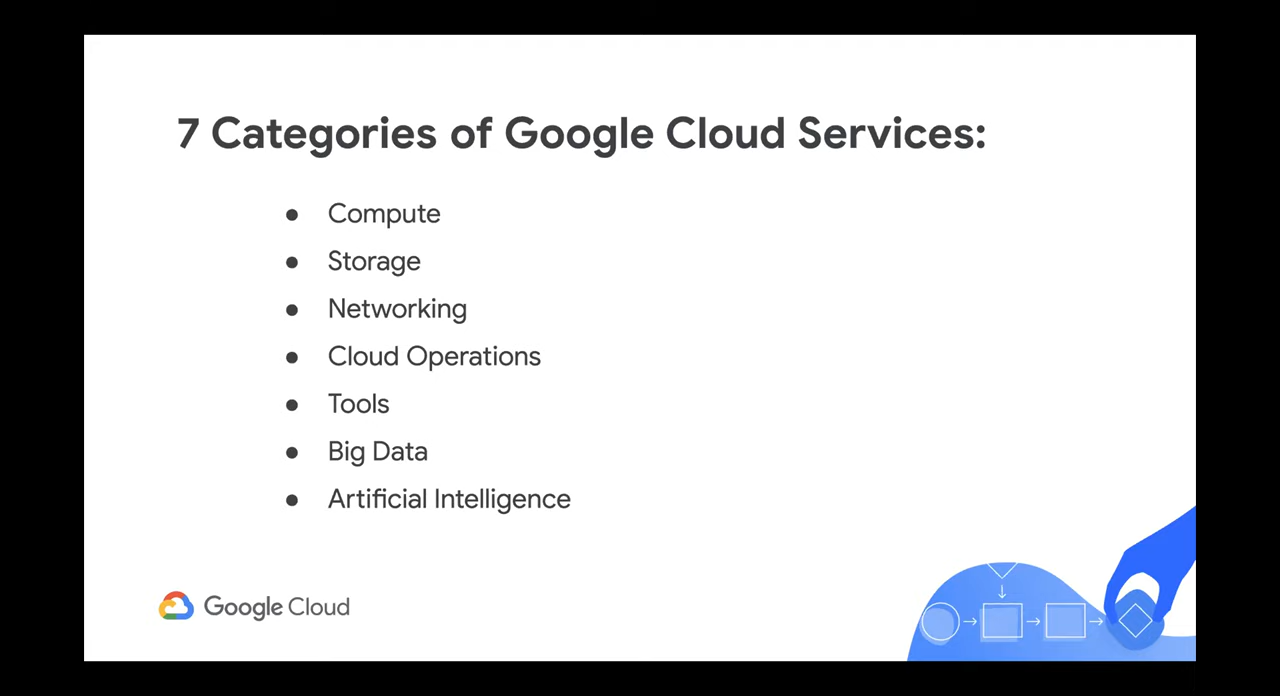 7 Categories of Google Cloud Services:
● Compute
● Storage
● Networking
● Cloud Operations
● Tools
● Big Data
● Artificial Intelligence
Google Cloud